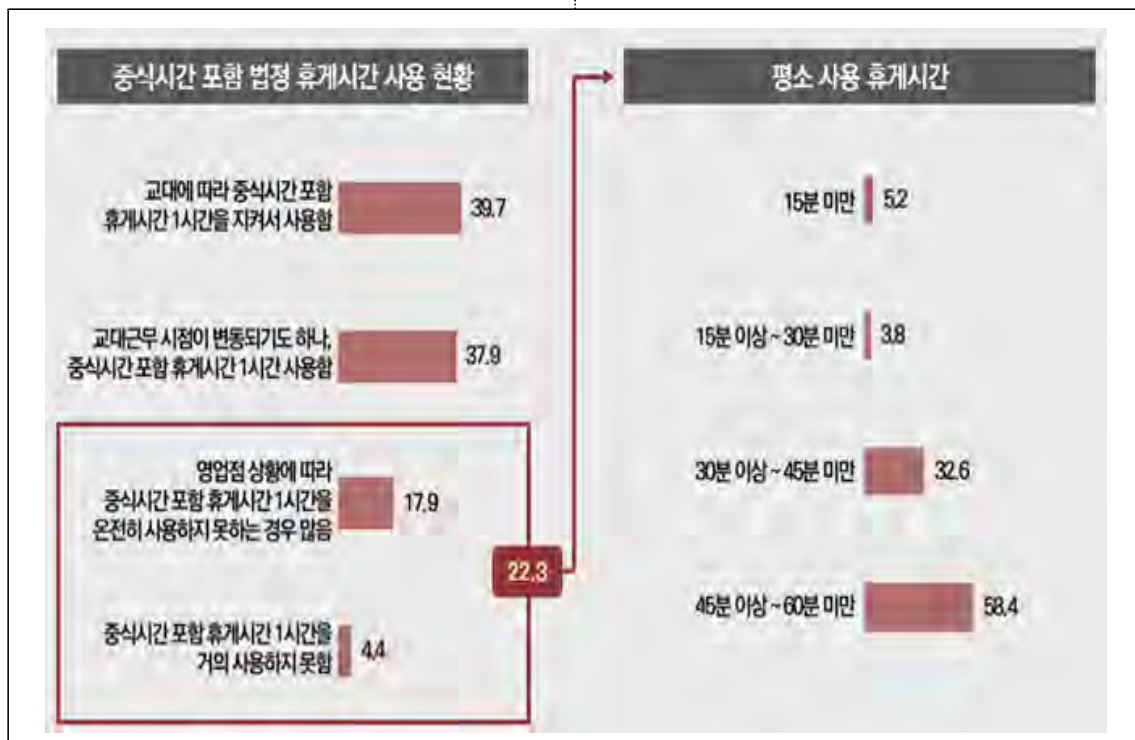 중식시간 포함 법정 휴게시간 사용 현황
교대에 따라 중식시간 포함
휴게시간 1시간을 지켜서 사용함
39.7
교대근무 시점이 변동되기도 하나,
중식시간 포함 휴게시간 1시간 사용함
37.9
영업점 상황에 따라
중식시간 포함 휴게시간 1시간을
온전히 사용하지 못하는 경우 많음
17.9
22.3
중식시간 포함 휴게시간 1시간을
거의 사용하지 못함
4.4
평소 사용 휴게시간
15분 미만
5.2
15분 이상 ~ 30분 미만
3.8
30분 이상 ~ 45분 미만
32.6
45분 이상 ~ 60분 미만
58.4